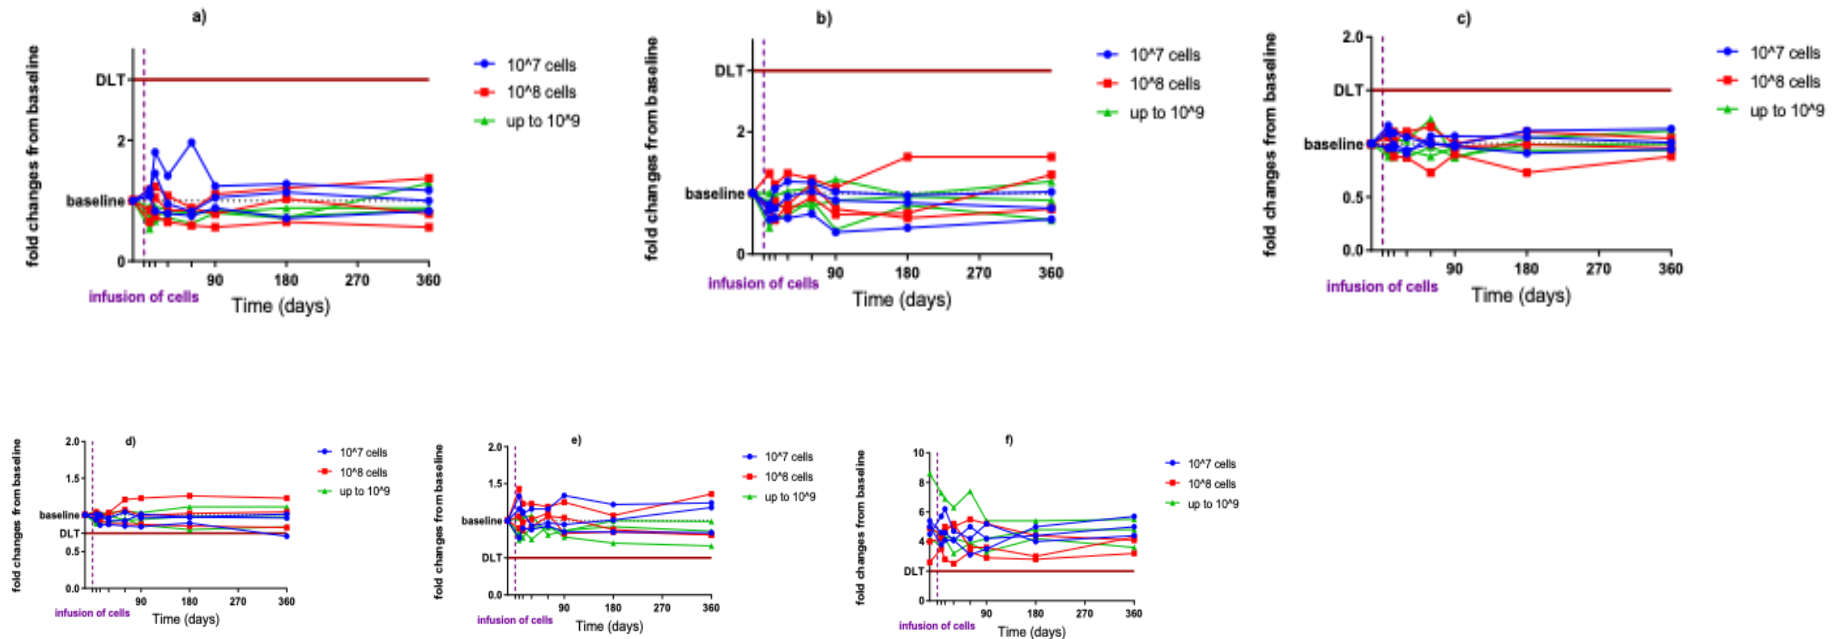 a)
fold changes from baseline
DLT
2
baseline
0
90
180
270
360
infusion of cells
Time (days)
10^7 cells
10^8 cells
up to 10^9
b)
fold changes from baseline
DLT
2
baseline
0
90
180
270
360
infusion of cells
Time (days)
10^7 cells
10^8 cells
up to 10^9
c)
fold changes from baseline
2.0
DLT
baseline
0.5
0.0
90
180
270
360
infusion of cells
Time (days)
10^7 cells
10^8 cells
up to 10^9
d)
fold changes from baseline
2.0
1.5
baseline
DLT
0.5
0.0
90
180
270
360
infusion of cells
Time (days)
10^7 cells
10^8 cells
up to 10^9
e)
fold changes from baseline
2.0
1.5
baseline
DLT
0.0
90
180
270
360
infusion of cells
Time (days)
10^7 cells
10^8 cells
up to 10^9
f)
fold changes from baseline
10
8
6
4
DLT
0
90
180
270
360
infusion of cells
Time (days)
10^7 cells
10^8 cells
up to 10^9